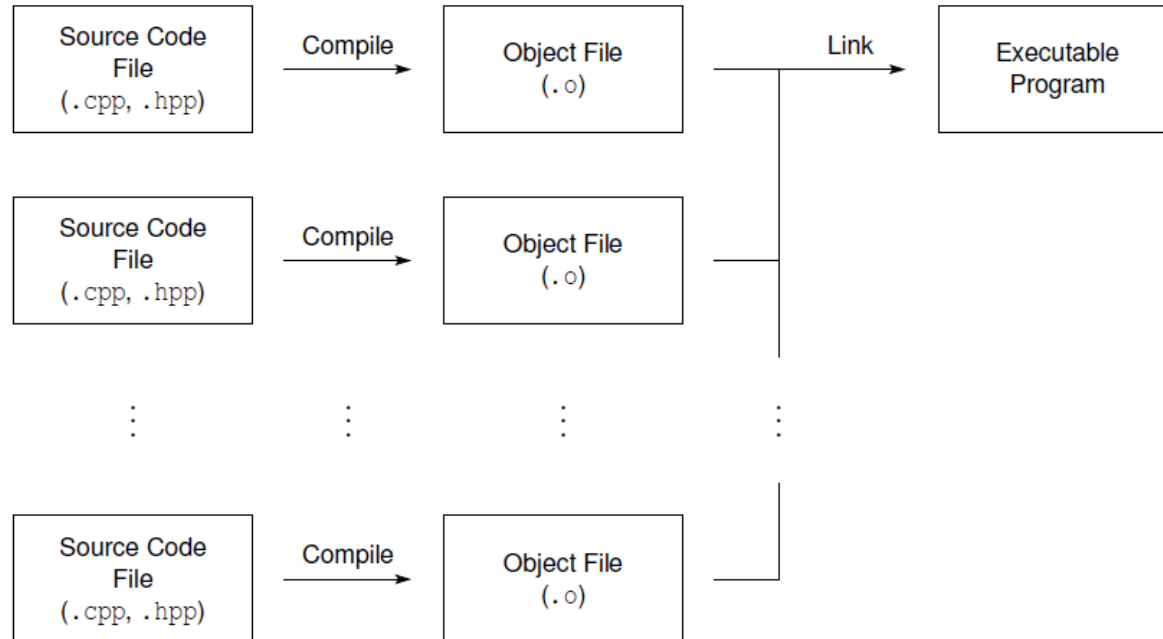 Source Code
File
(.cpp, .hpp)
Compile
Object File
(.o)
Link
Executable
Program
Source Code
File
(.cpp, .hpp)
Compile
Object File
(.o)
Source Code
File
(.cpp, .hpp)
Compile
Object File
(.o)